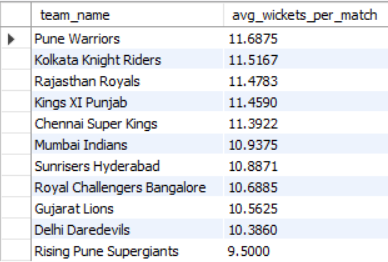 team_name avg_wickets_per_match
Pune Warriors 11.6875
Kolkata Knight Riders 11.5167
Rajasthan Royals 11.4783
Kings XI Punjab 11.4590
Chennai Super Kings 11.3922
Mumbai Indians 10.9375
Sunrisers Hyderabad 10.8871
Royal Challengers Bangalore 10.6885
Gujarat Lions 10.5625
Delhi Daredevils 10.3860
Rising Pune Supergiants 9.5000